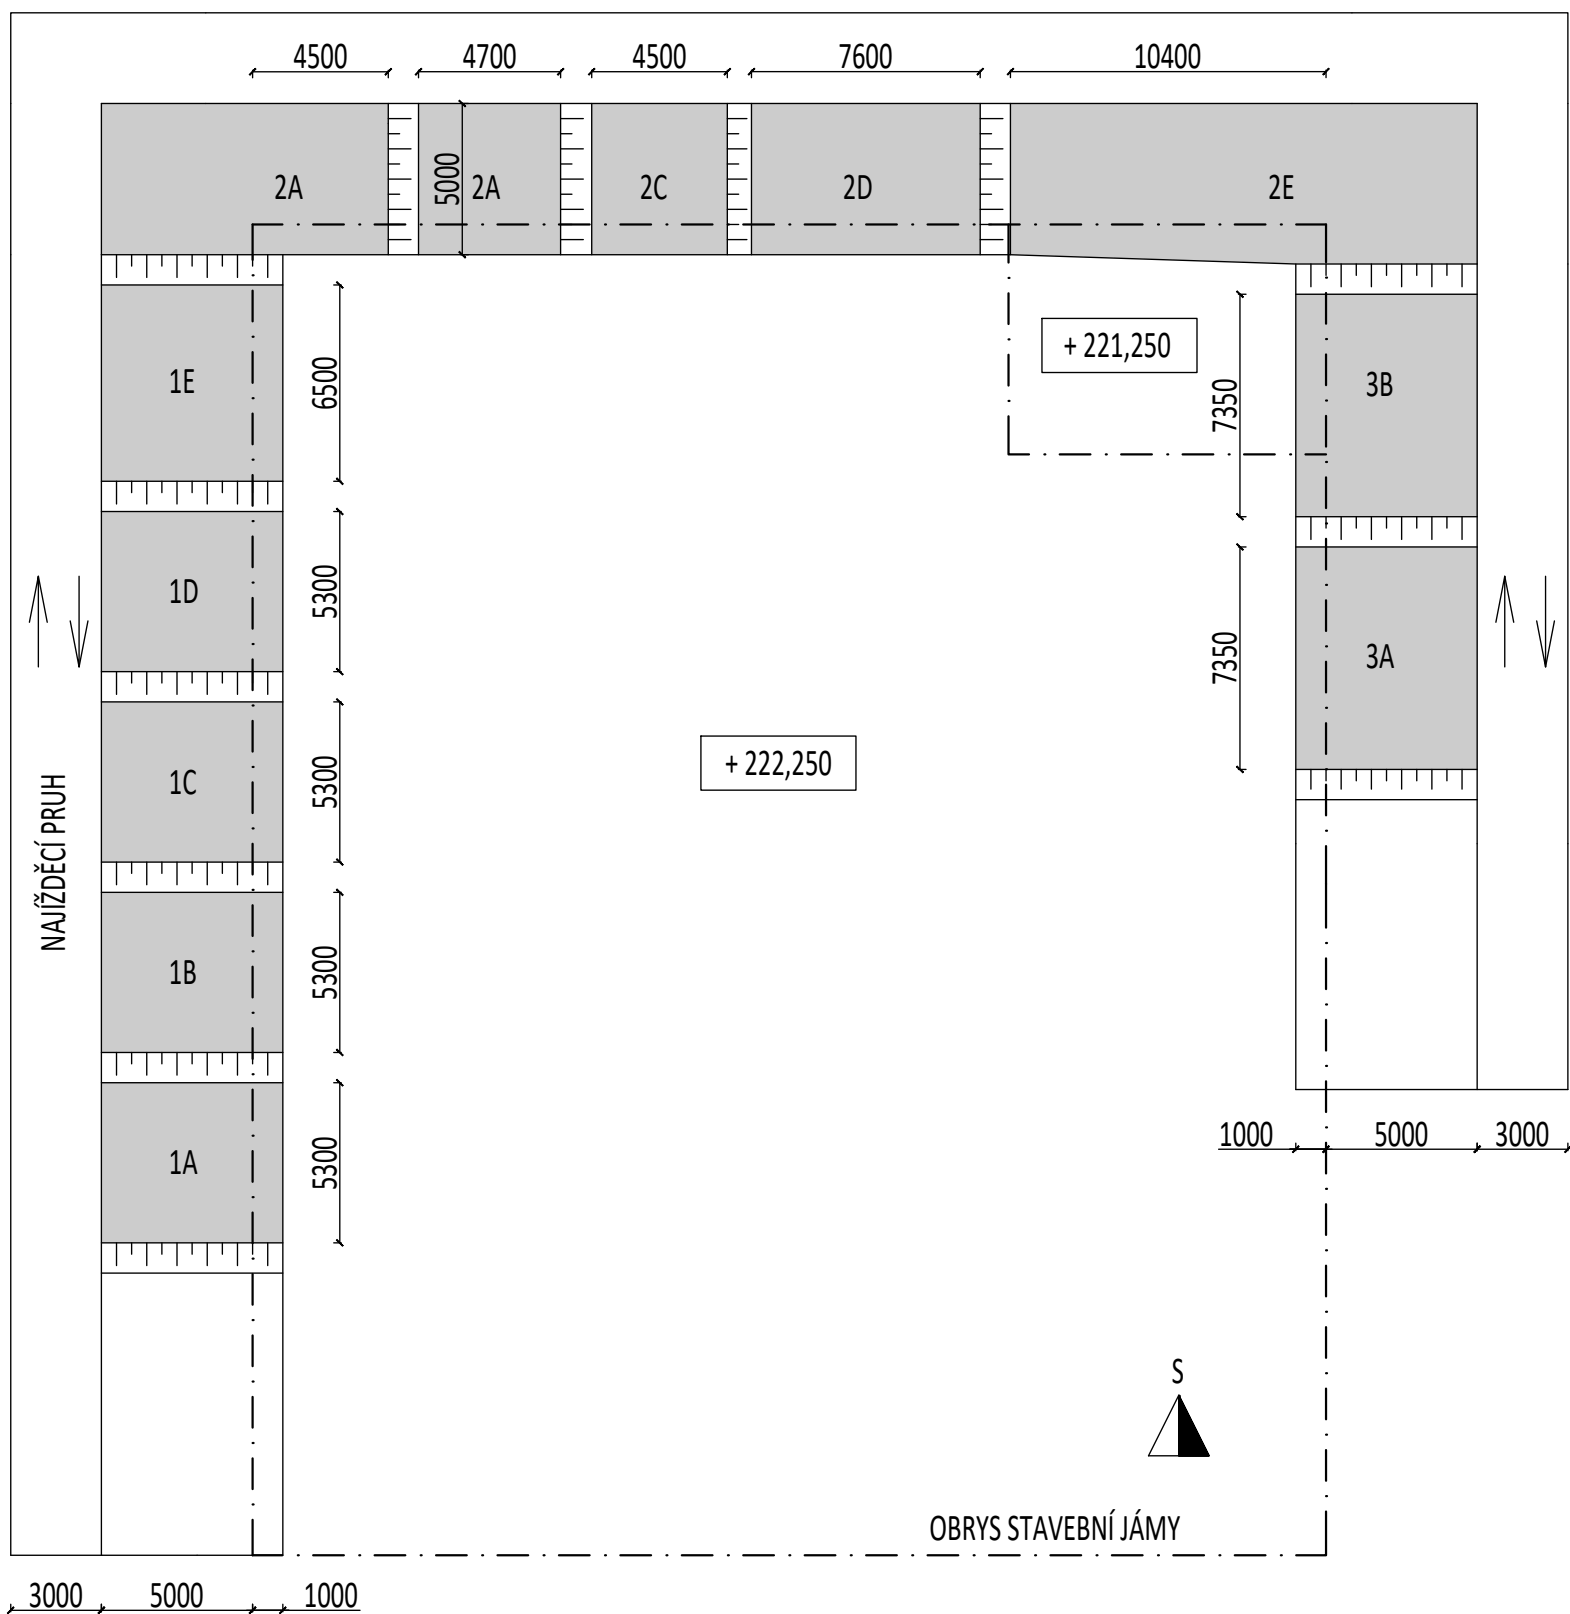 4500 4700 4500 7600 10400
5000
2A 2A 2C 2D 2E
+ 221,250
1E 6500 7350 3B
1D 5300
7350 3A
+ 222,250
1C 5300
NAJÍŽDĚCÍ PRUH
1B 5300
1000 5000 3000
1A 5300
S
OBRYS STAVEBNÍ JÁMY
3000 5000 1000